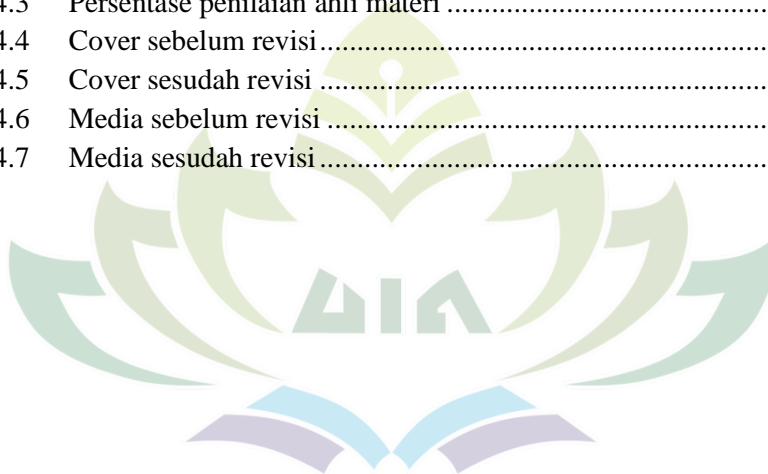 4.3 Persentase penilaian ahli materi ....................................................
4.4 Cover sebelum revisi....................................................................
4.5 Cover sesudah revisi .....................................................................
4.6 Media sebelum revisi ...................................................................
4.7 Media sesudah revisi.....................................................................
UIN